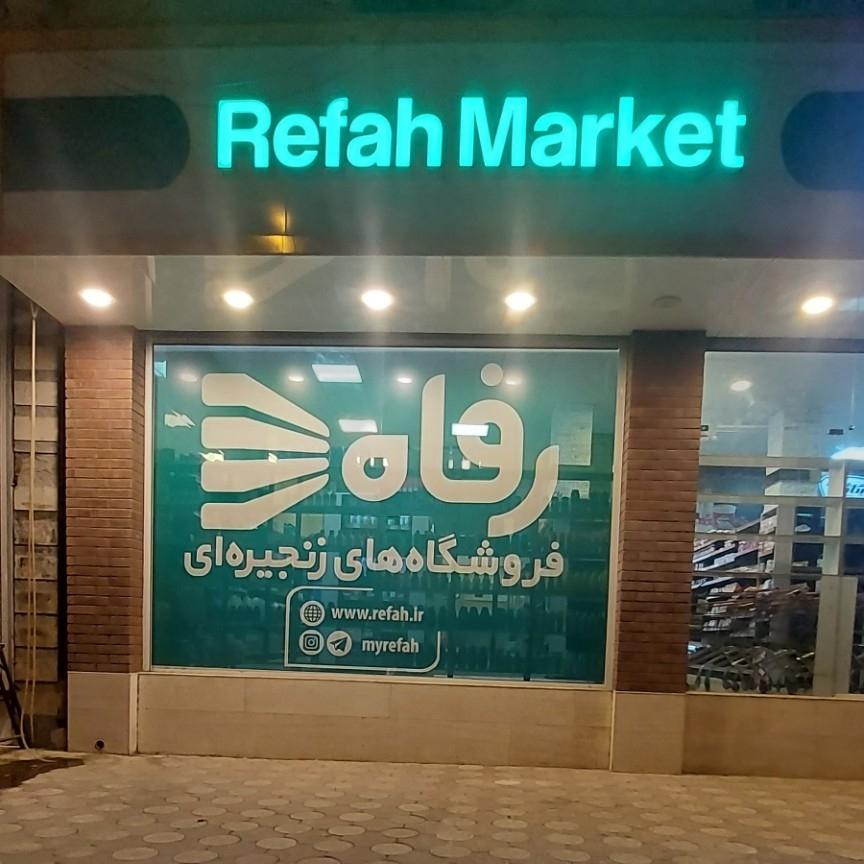 Refah Market
رفاه
فروشگاه‌های زنجیره‌ای
www.refah.ir
myrefah